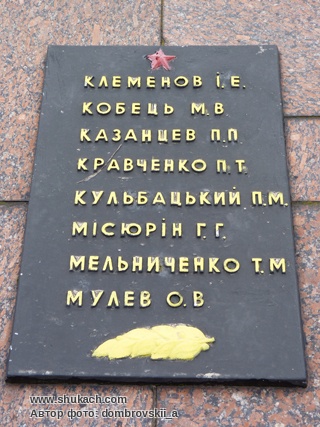 КЛЕМЕНОВ І.Е.
КОБЕЦЬ М.В
КАЗАНЦЕВ П.П.
КРАВЧЕНКО П.Т.
КУЛЬБАЦЬКИЙ П.М.
МІСЮРІН Г.Г.
МЕЛЬНИЧЕНКО Т.М
МУЛЕВ О.В.
www.shukach.com
Автор фото: dombrovskii_a